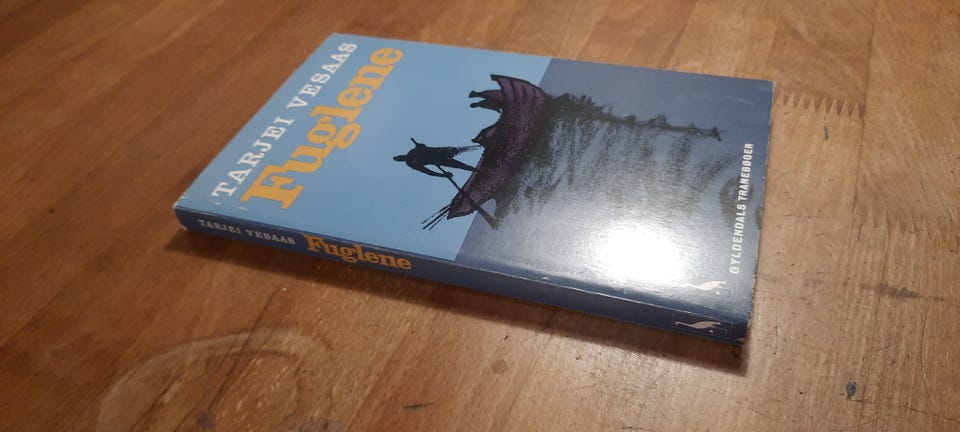 TARJEI VESAAS
Fuglene
GYLDENDALS TRANEBØGER
TARJEI VESAAS Fuglene